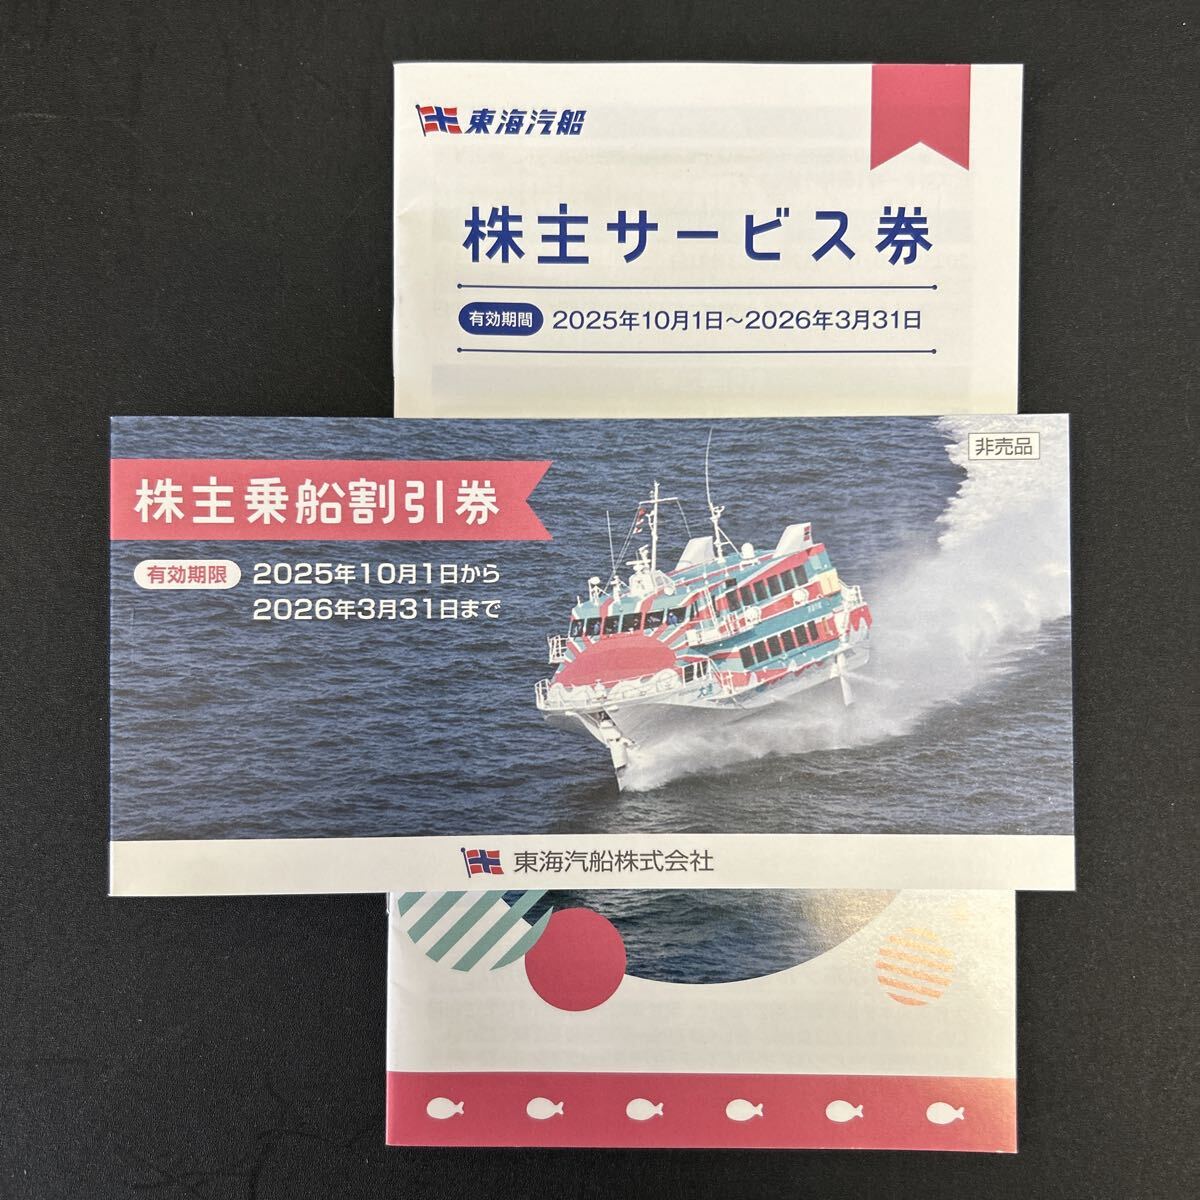 東海汽船
株主サービス券
有効期間 2025年10月1日～2026年3月31日
非売品
株主乗船割引券
有効期限 2025年10月1日から
2026年3月31日まで
大漁
東海汽船株式会社